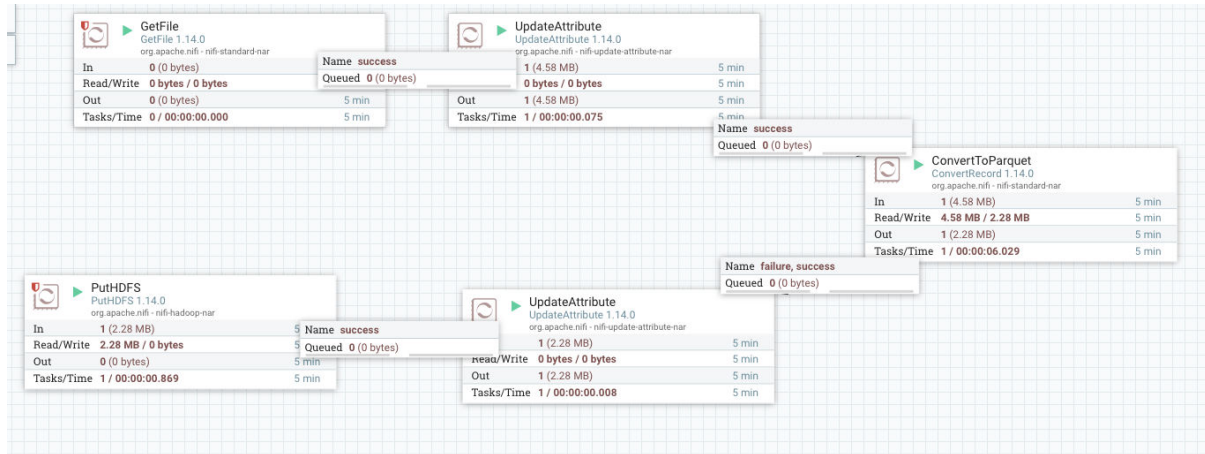 GetFile
GetFile 1.14.0
org.apache.nifi - nifi-standard-nar
In 0 (0 bytes)
Read/Write 0 bytes / 0 bytes
Out 0 (0 bytes) 5 min
Tasks/Time 0 / 00:00:00.000 5 min
Name success
Queued 0 (0 bytes)
UpdateAttribute
UpdateAttribute 1.14.0
org.apache.nifi - nifi-update-attribute-nar
1 (4.58 MB) 5 min
0 bytes / 0 bytes 5 min
Out 1 (4.58 MB) 5 min
Tasks/Time 1 / 00:00:00.075 5 min
Name success
Queued 0 (0 bytes)
ConvertToParquet
ConvertRecord 1.14.0
org.apache.nifi - nifi-standard-nar
In 1 (4.58 MB) 5 min
Read/Write 4.58 MB / 2.28 MB 5 min
Out 1 (2.28 MB) 5 min
Tasks/Time 1 / 00:00:06.029 5 min
Name failure, success
Queued 0 (0 bytes)
UpdateAttribute
UpdateAttribute 1.14.0
org.apache.nifi - nifi-update-attribute-nar
1 (2.28 MB) 5 min
Read/Write 0 bytes / 0 bytes 5 min
Out 1 (2.28 MB) 5 min
Tasks/Time 1 / 00:00:00.008 5 min
Name success
Queued 0 (0 bytes)
PutHDFS
PutHDFS 1.14.0
org.apache.nifi - nifi-hadoop-nar
In 1 (2.28 MB) 5
Read/Write 2.28 MB / 0 bytes 5
Out 0 (0 bytes) 5 min
Tasks/Time 1 / 00:00:00.869 5 min